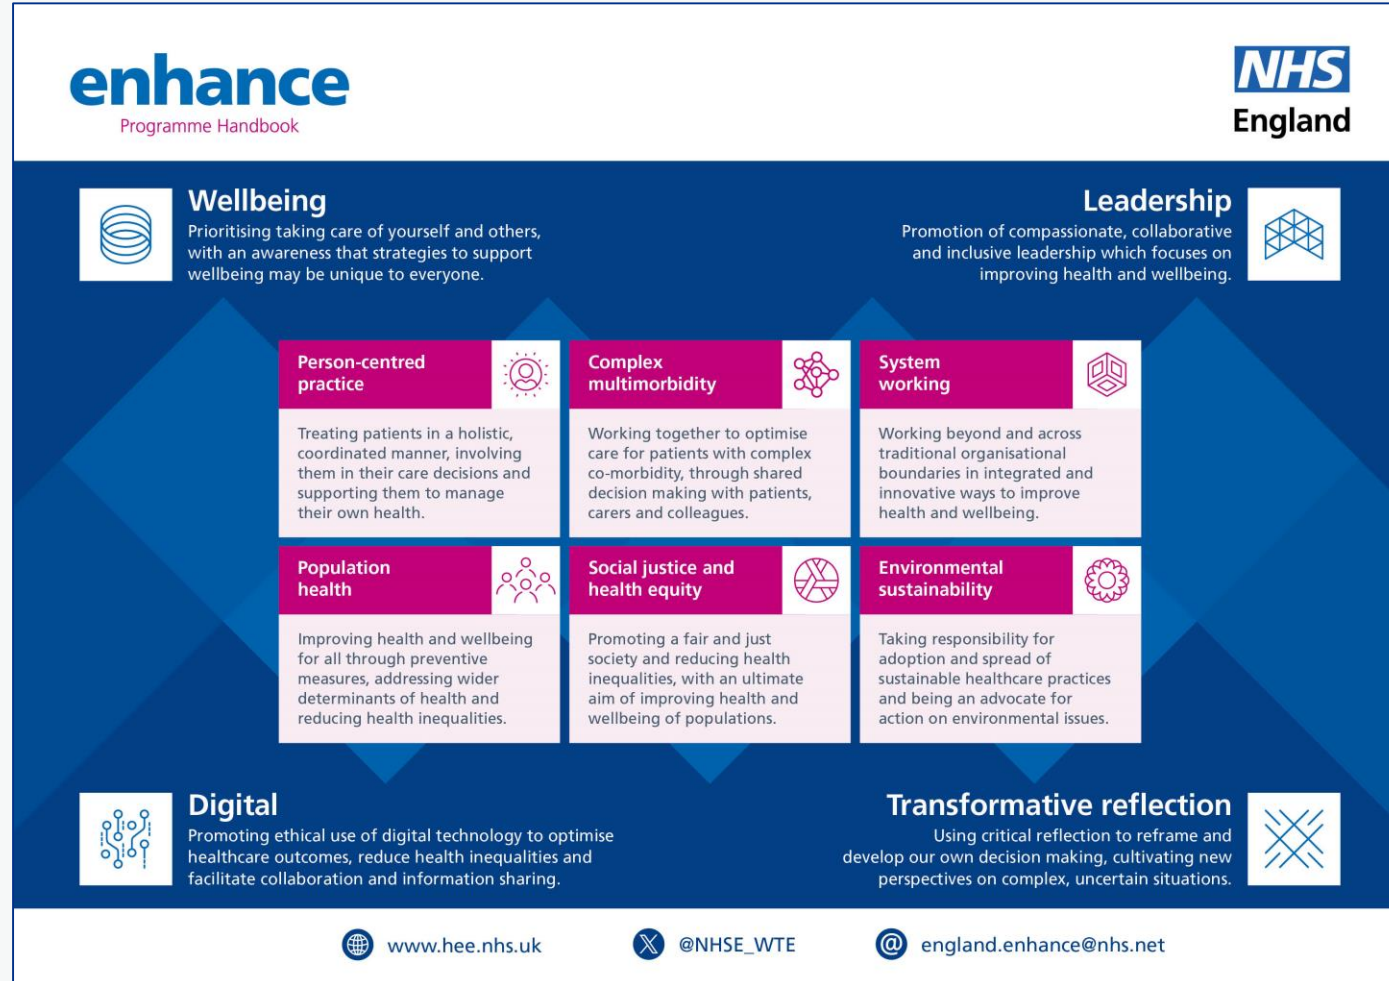 enhance
Programme Handbook
NHS
England
Wellbeing
Prioritising taking care of yourself and others,
with an awareness that strategies to support
wellbeing may be unique to everyone.
Leadership
Promotion of compassionate, collaborative
and inclusive leadership which focuses on
improving health and wellbeing.
Person-centred
practice
Treating patients in a holistic,
coordinated manner, involving
them in their care decisions and
supporting them to manage
their own health.
Complex
multimorbidity
Working together to optimise
care for patients with complex
co-morbidity, through shared
decision making with patients,
carers and colleagues.
System
working
Working beyond and across
traditional organisational
boundaries in integrated and
innovative ways to improve
health and wellbeing.
Population
health
Improving health and wellbeing
for all through preventive
measures, addressing wider
determinants of health and
reducing health inequalities.
Social justice and
health equity
Promoting a fair and just
society and reducing health
inequalities, with an ultimate
aim of improving health and
wellbeing of populations.
Environmental
sustainability
Taking responsibility for
adoption and spread of
sustainable healthcare practices
and being an advocate for
action on environmental issues.
Digital
Promoting ethical use of digital technology to optimise
healthcare outcomes, reduce health inequalities and
facilitate collaboration and information sharing.
Transformative reflection
Using critical reflection to reframe and
develop our own decision making, cultivating new
perspectives on complex, uncertain situations.
www.hee.nhs.uk
@NHSE_WTE
england.enhance@nhs.net